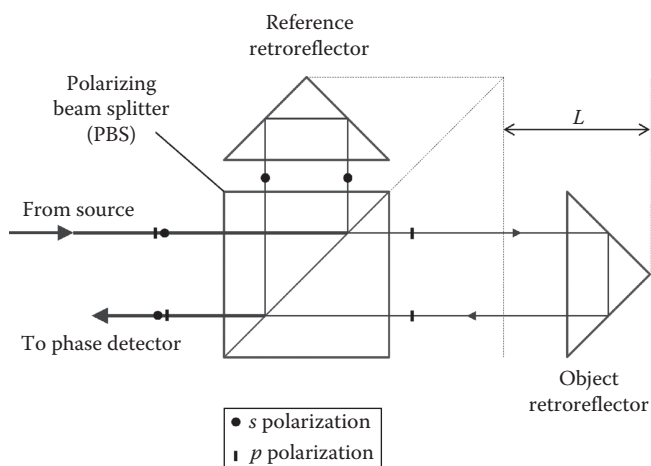 Reference
retroreflector
Polarizing
beam splitter
(PBS)
L
From source
To phase detector
Object
retroreflector
s polarization
p polarization